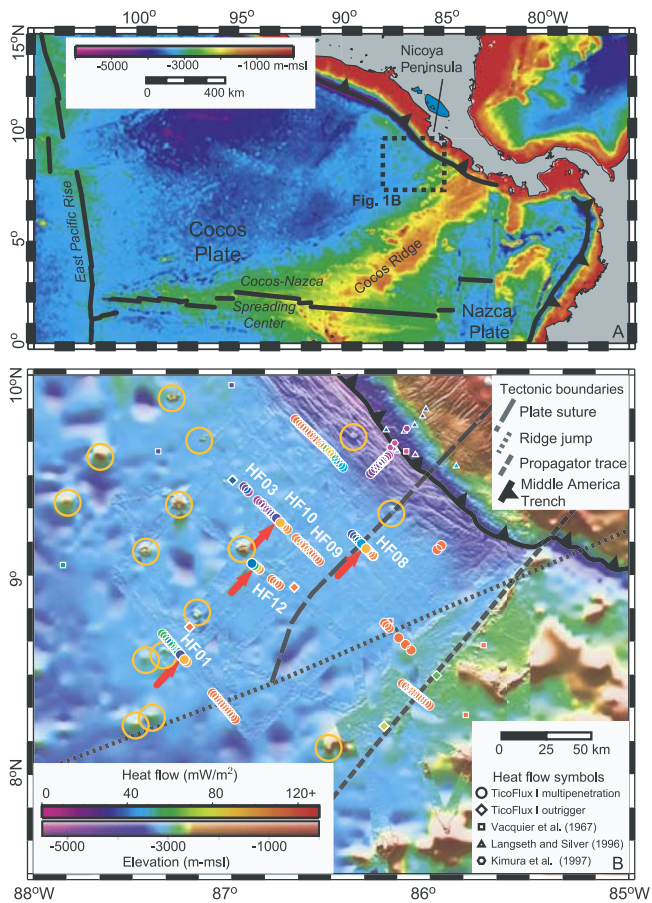 100°
95°
90°
85°
80°W
15°N
10°
5°
0°
-5000
-3000
-1000 m-msl
0
400 km
Nicoya
Peninsula
Fig. 1B
East Pacific Rise
Cocos
Plate
Cocos Ridge
Cocos-Nazca
Spreading
Center
Nazca
Plate
A
10°N
9°N
8°N
Tectonic boundaries
Plate suture
Ridge jump
Propagator trace
Middle America
Trench
HF03
HF10
HF09
HF08
HF12
HF01
0
25
50 km
Heat flow symbols
TicoFlux I multipenetration
TicoFlux I outrigger
Vacquier et al. (1967)
Langseth and Silver (1996)
Kimura et al. (1997)
B
Heat flow (mW/m²)
0
40
80
120+
-5000
-3000
-1000
Elevation (m-msl)
88°W
87°
86°
85°W